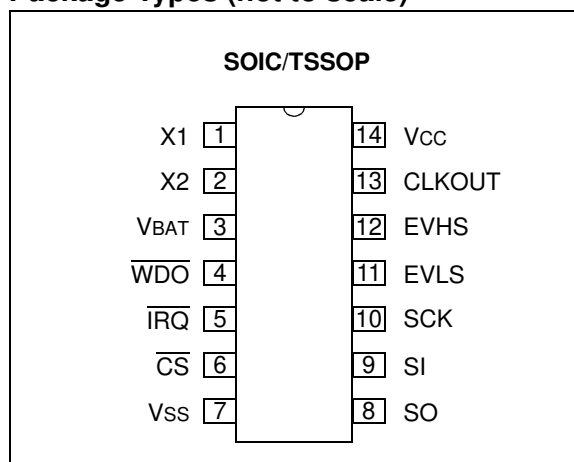 Package Types (not to scale)
SOIC/TSSOP
X1 1 14 VCC
X2 2 13 CLKOUT
VBAT 3 12 EVHS
WDO 4 11 EVLS
IRQ 5 10 SCK
CS 6 9 SI
VSS 7 8 SO